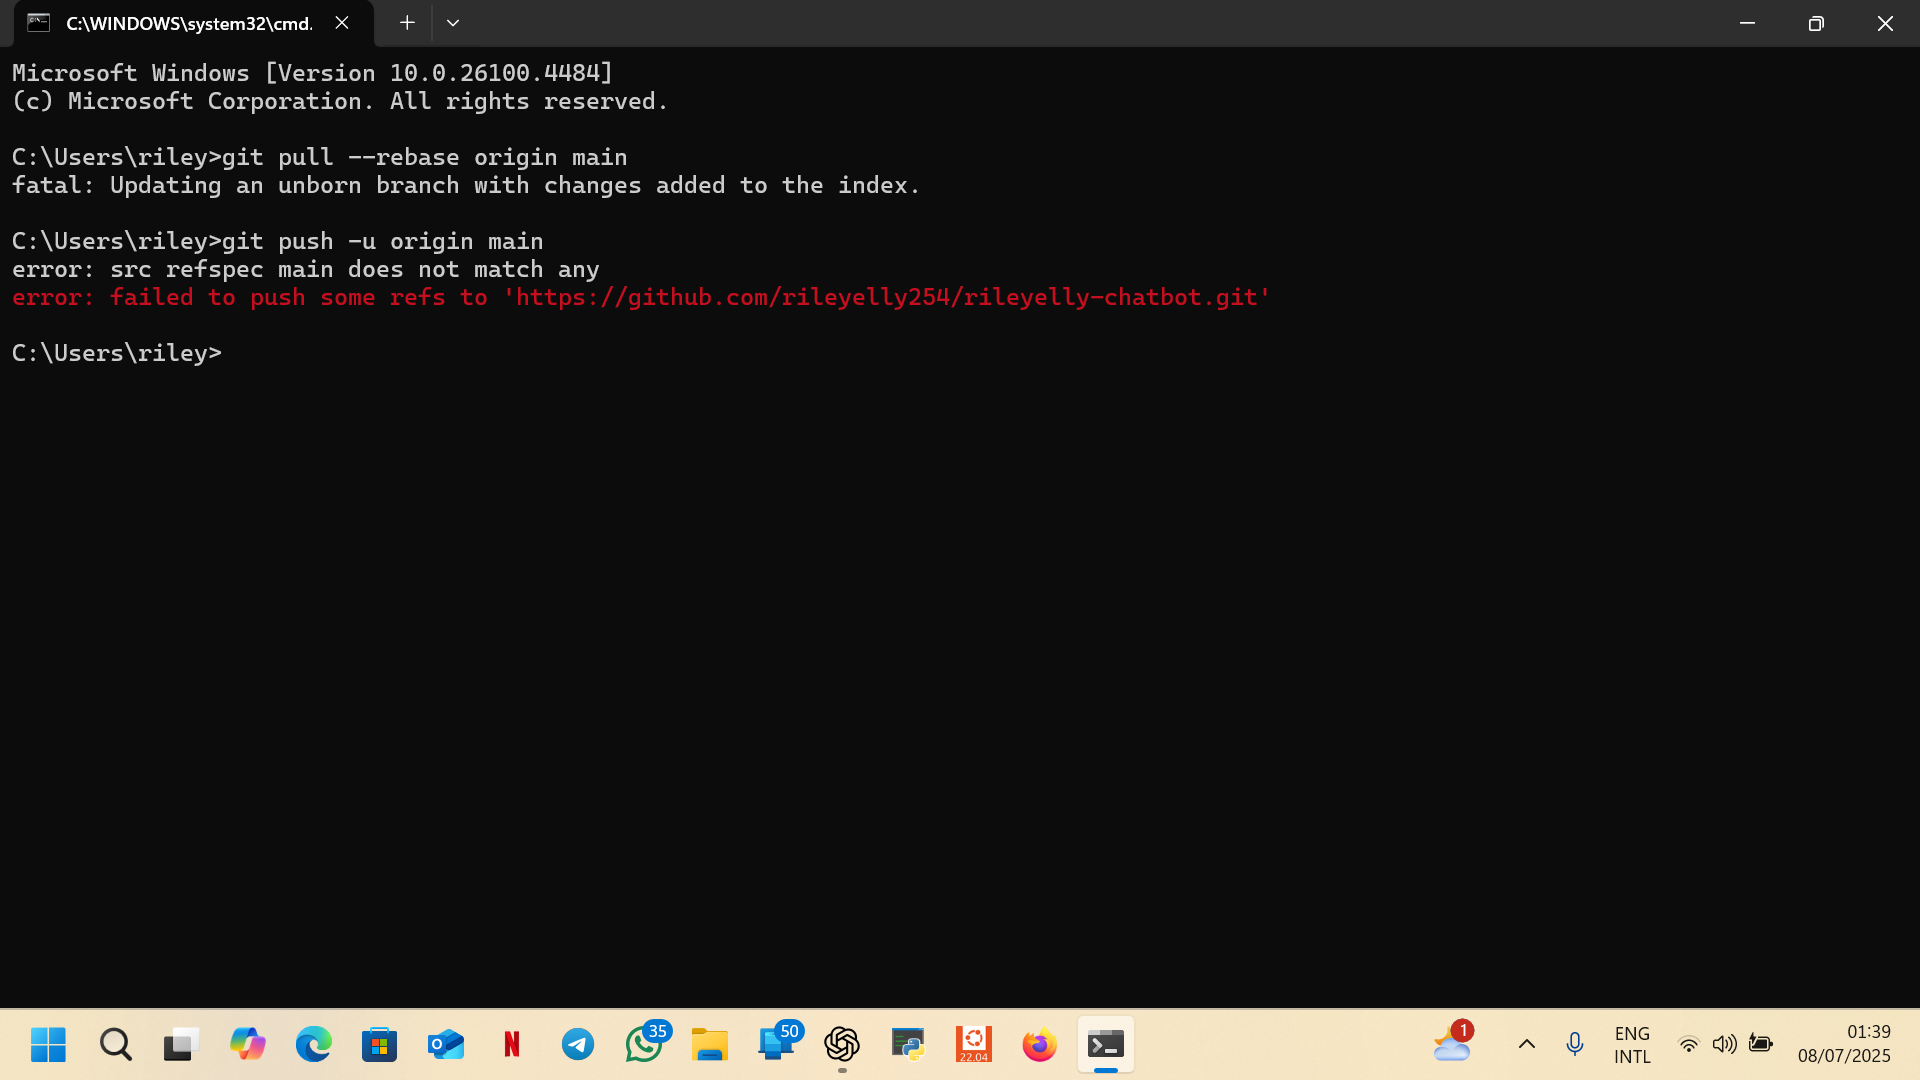 C:\WINDOWS\system32\cmd.
Microsoft Windows [Version 10.0.26100.4484]
(c) Microsoft Corporation. All rights reserved.
C:\Users\riley>git pull --rebase origin main
fatal: Updating an unborn branch with changes added to the index.
C:\Users\riley>git push -u origin main
error: src refspec main does not match any
error: failed to push some refs to 'https://github.com/rileyelly254/rileyelly-chatbot.git'
C:\Users\riley>
35
50
22.04
1
ENG
INTL
01:39
08/07/2025